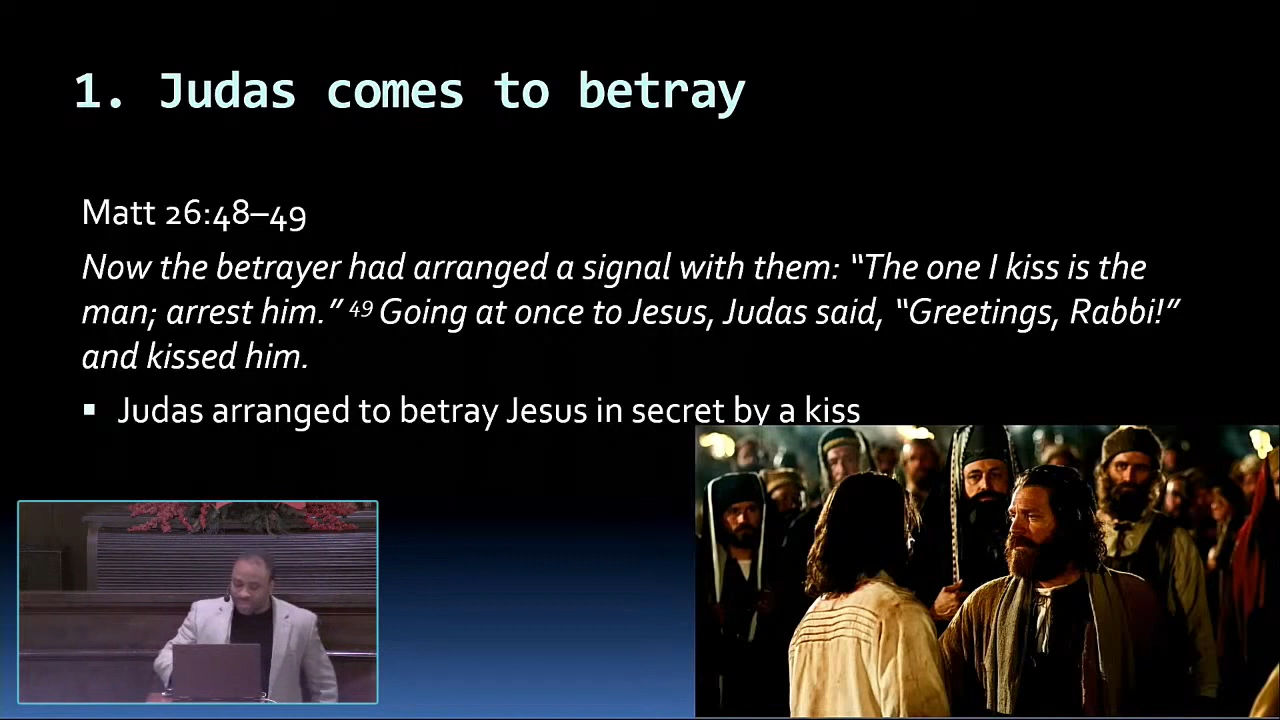 1. Judas comes to betray
Matt 26:48–49
Now the betrayer had arranged a signal with them: “The one I kiss is the
man; arrest him.” 49 Going at once to Jesus, Judas said, “Greetings, Rabbi!”
and kissed him.
▪ Judas arranged to betray Jesus in secret by a kiss